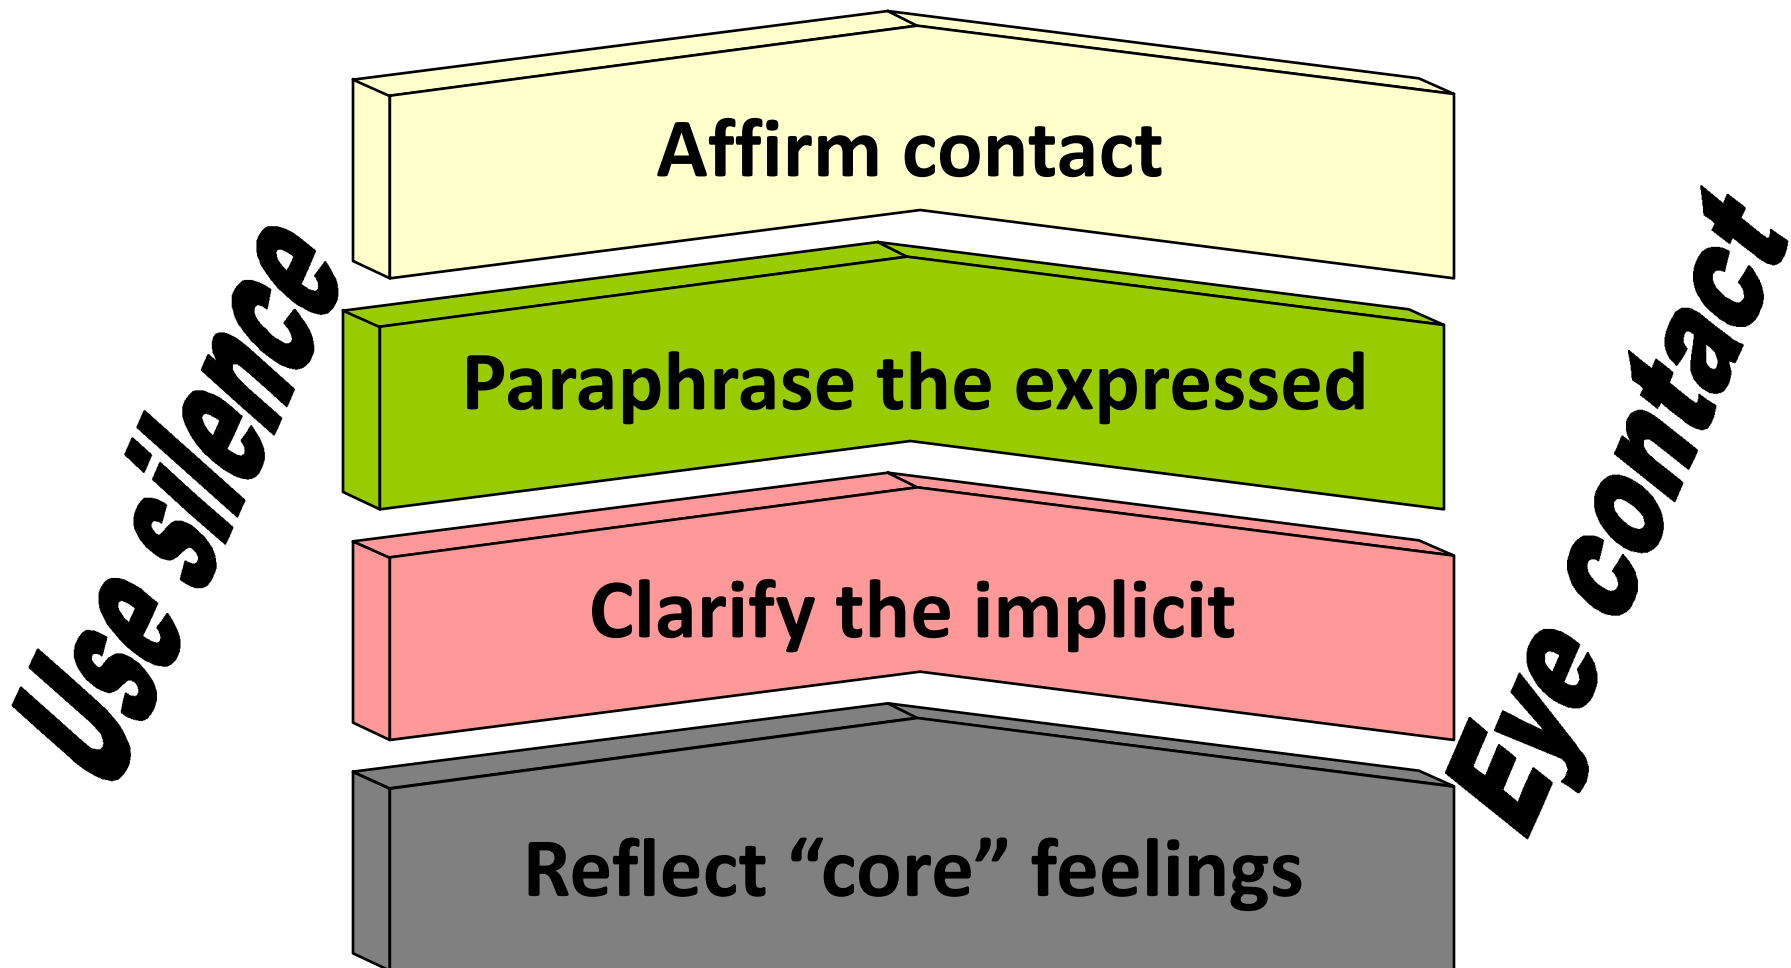 Affirm contact
Use silence
Eye contact
Paraphrase the expressed
Clarify the implicit
Reflect “core” feelings